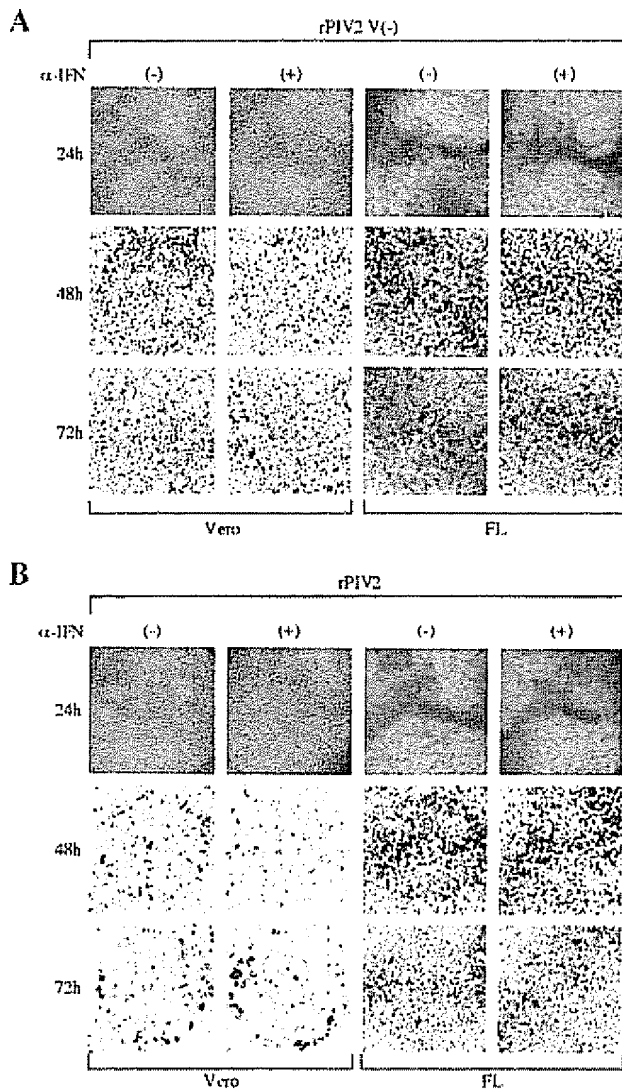 A
rPIV2 V(-)
α-IFN (-) (+) (-) (+)
24h
48h
72h
Vero FL
B
rPIV2
α-IFN (-) (+) (-) (+)
24h
48h
72h
Vero FL